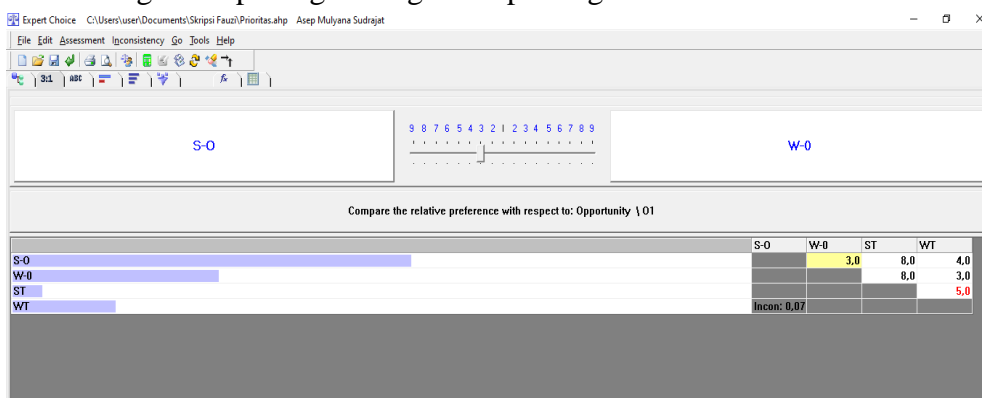 Expert Choice C:\Users\user\Documents\Skripsi Fauzi\Prioritas.ahp Asep Mulyana Sudrajat
File Edit Assessment Inconsistency Go Tools Help
3:1 ABC fx
9 8 7 6 5 4 3 2 1 2 3 4 5 6 7 8 9
S-O W-0
Compare the relative preference with respect to: Opportunity \ O1
S-O W-0 ST WT
S-O 3,0 8,0 4,0
W-0 8,0 3,0
ST 5,0
WT Incon: 0,07